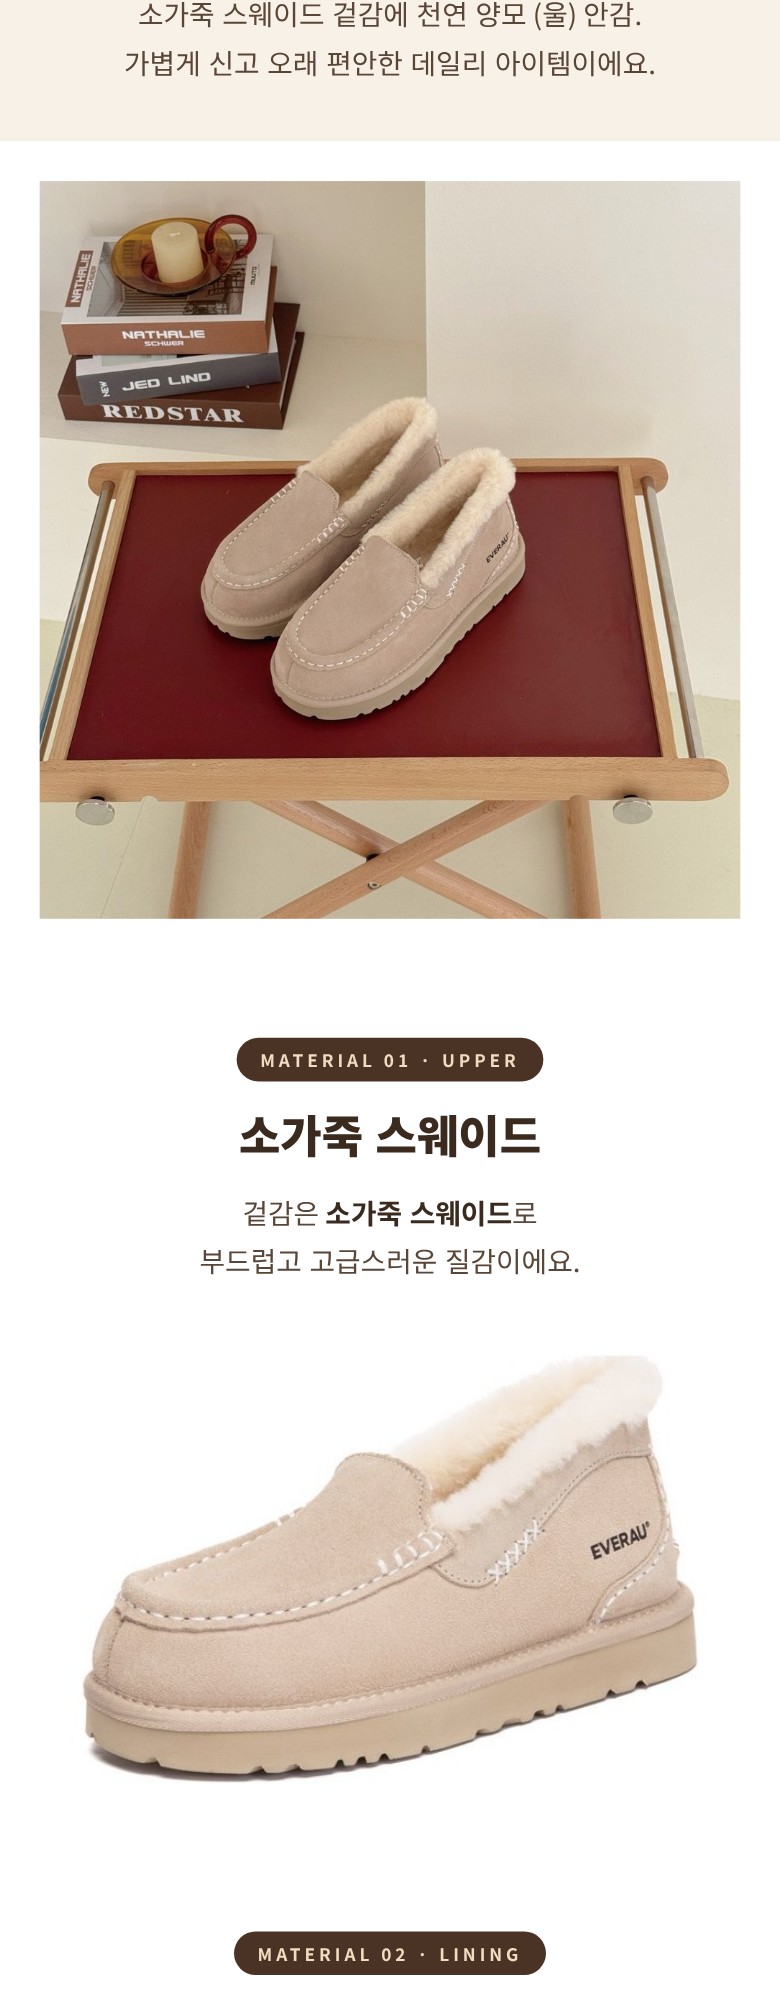 소가죽 스웨이드 겉감에 천연 양모 (울) 안감.
가볍게 신고 오래 편안한 데일리 아이템이에요.
NATHALIE
SCHWER
muuto
NATHALIE
SCHWER
NEW JED LIND
REDSTAR
EVERAU
MATERIAL 01 · UPPER
소가죽 스웨이드
겉감은 소가죽 스웨이드로
부드럽고 고급스러운 질감이에요.
EVERAU®
MATERIAL 02 · LINING